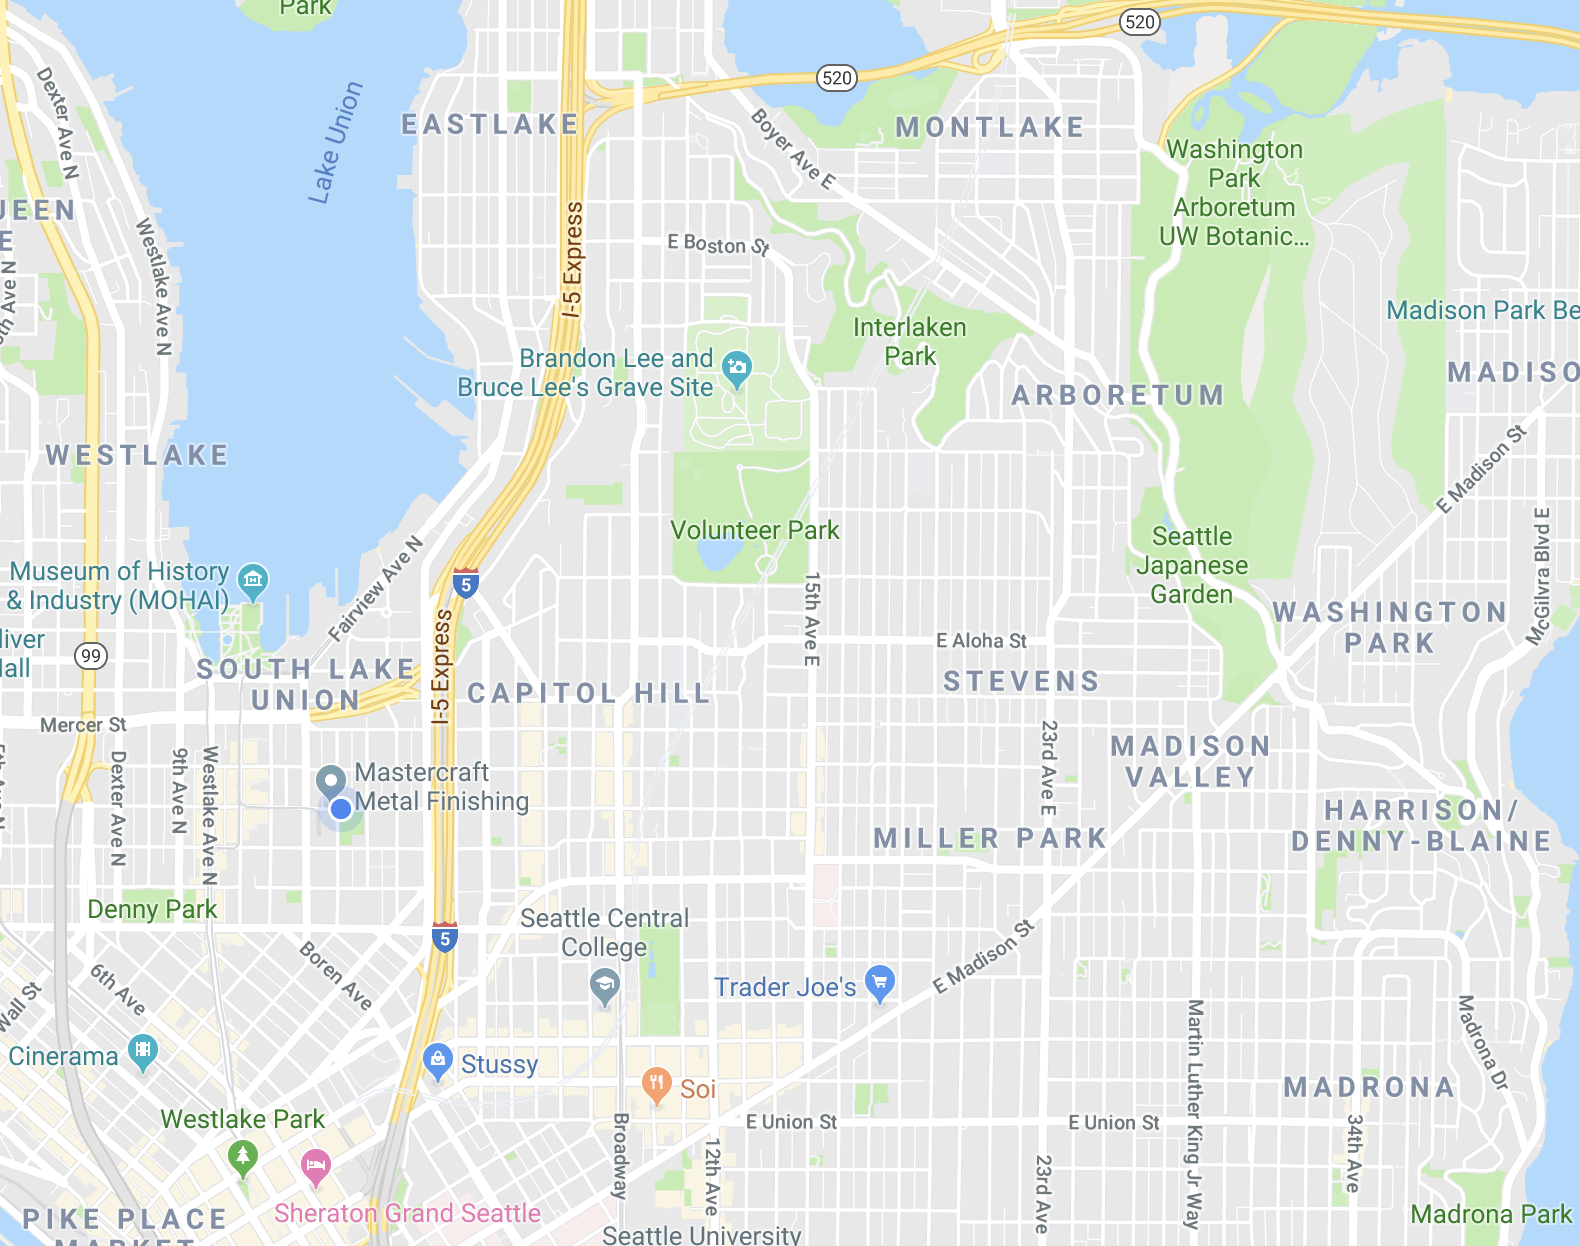 Park
520
520
Dexter Ave N
Lake Union
EASTLAKE
Boyer Ave E
MONTLAKE
Washington
Park
Arboretum
UW Botanic...
UEEN
E
Westlake Ave N
I-5 Express
E Boston St
Ave N
Interlaken
Park
Madison Park Be
Brandon Lee and
Bruce Lee's Grave Site
MADISO
ARBORETUM
WESTLAKE
E Madison St
Volunteer Park
Seattle
Japanese
Garden
McGilvra Blvd E
Museum of History
& Industry (MOHAI)
Fairview Ave N
5
15th Ave E
WASHINGTON
PARK
liver
Hall
99
I-5 Express
E Aloha St
SOUTH LAKE
UNION
CAPITOL HILL
STEVENS
Mercer St
23rd Ave E
MADISON
VALLEY
Dexter Ave N
9th Ave N
Westlake Ave N
Mastercraft
Metal Finishing
HARRISON/
DENNY-BLAINE
MILLER PARK
Denny Park
Seattle Central
College
5
Boren Ave
E Madison St
6th Ave
Wall St
Trader Joe's
Martin Luther King Jr Way
Madrona Dr
Cinerama
Stussy
Soi
MADRONA
Westlake Park
E Union St
E Union St
Broadway
12th Ave
23rd Ave
34th Ave
Sheraton Grand Seattle
PIKE PLACE
MARKET
Seattle University
Madrona Park